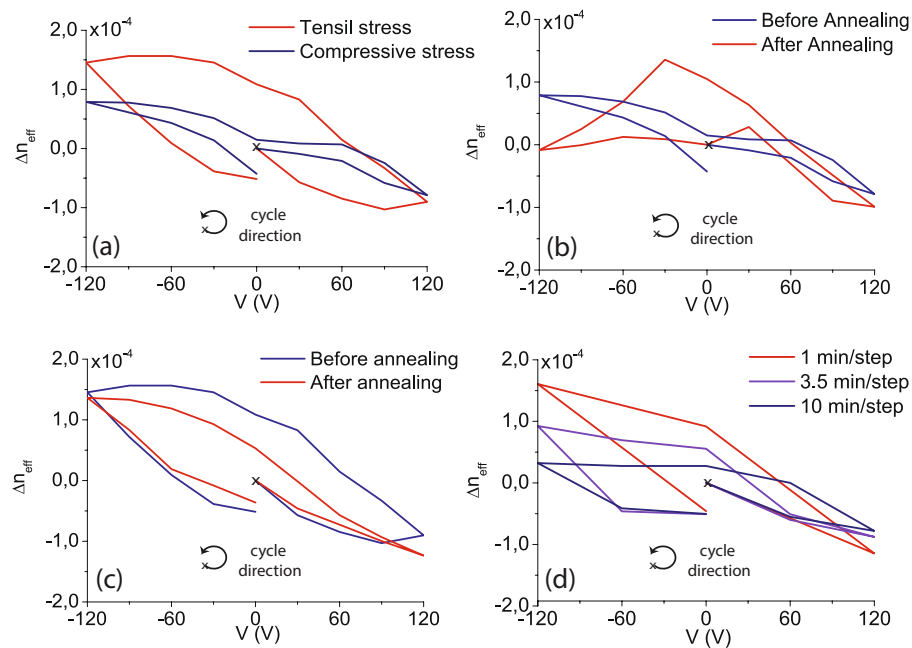 x10⁻⁴
Tensil stress
Compressive stress
2,0
1,0
0,0
-1,0
-2,0
Δn_eff
x
x
cycle
direction
(a)
-120 -60 0 60 120
V (V)
x10⁻⁴
Before Annealing
After Annealing
2,0
1,0
0,0
-1,0
-2,0
Δn_eff
x
x
cycle
direction
(b)
-120 -60 0 60 120
V (V)
x10⁻⁴
Before annealing
After annealing
2,0
1,0
0,0
-1,0
-2,0
Δn_eff
x
x
cycle
direction
(c)
-120 -60 0 60 120
V (V)
x10⁻⁴
1 min/step
3.5 min/step
10 min/step
2,0
1,0
0,0
-1,0
-2,0
Δn_eff
x
x
cycle
direction
(d)
-120 -60 0 60 120
V (V)